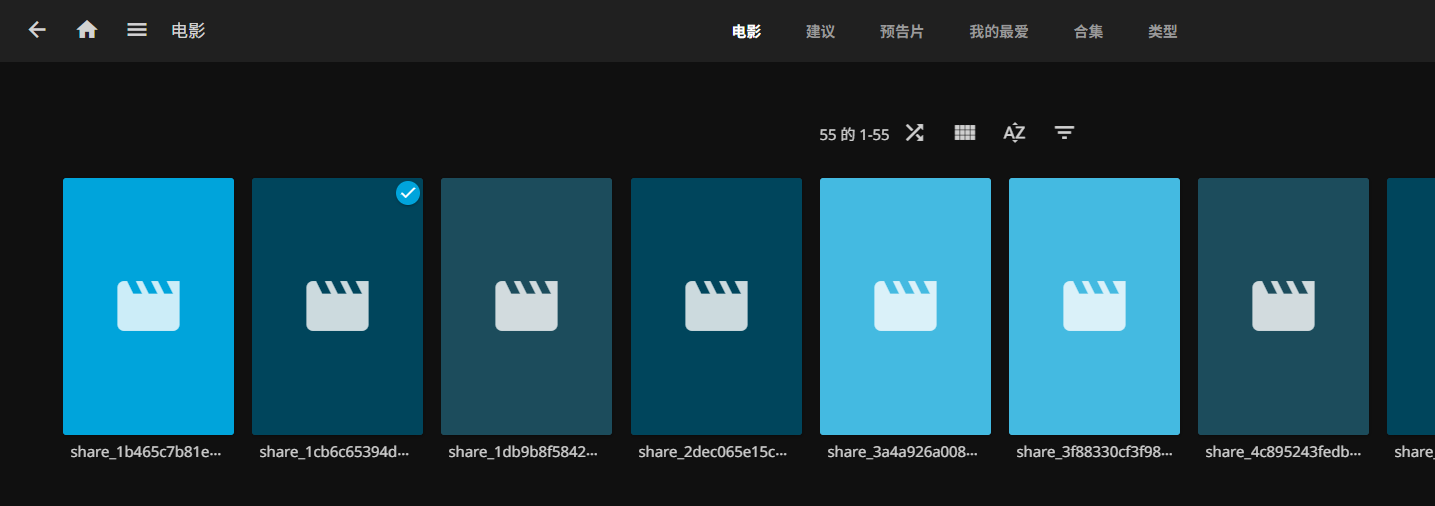 电影
电影 建议 预告片 我的最爱 合集 类型
55 的 1-55
share_1b465c7b81e…
share_1cb6c65394d…
share_1db9b8f5842…
share_2dec065e15c…
share_3a4a926a008…
share_3f88330cf3f98…
share_4c895243fedb…
share_